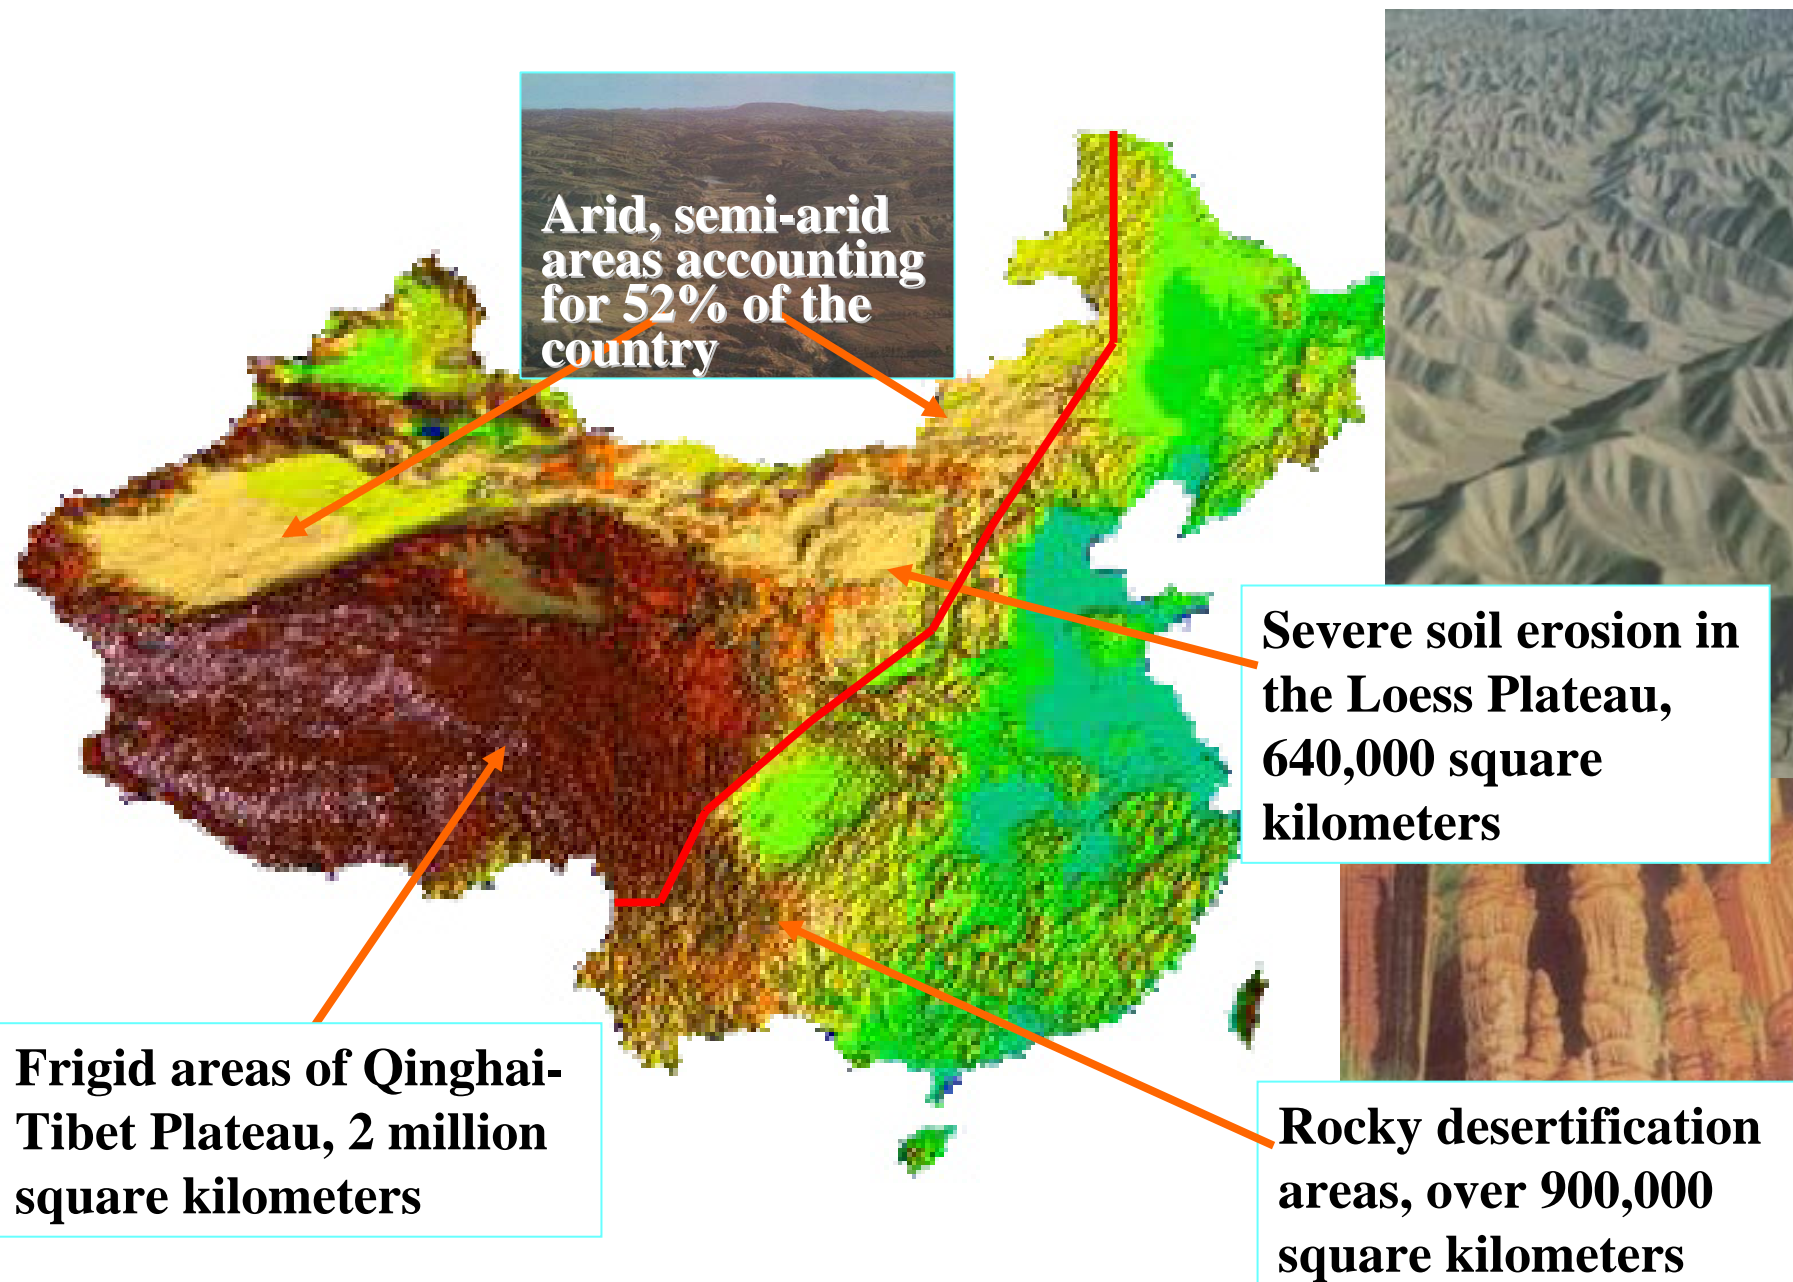 Arid, semi-arid
areas accounting
for 52% of the
country
Severe soil erosion in
the Loess Plateau,
640,000 square
kilometers
Frigid areas of Qinghai-
Tibet Plateau, 2 million
square kilometers
Rocky desertification
areas, over 900,000
square kilometers